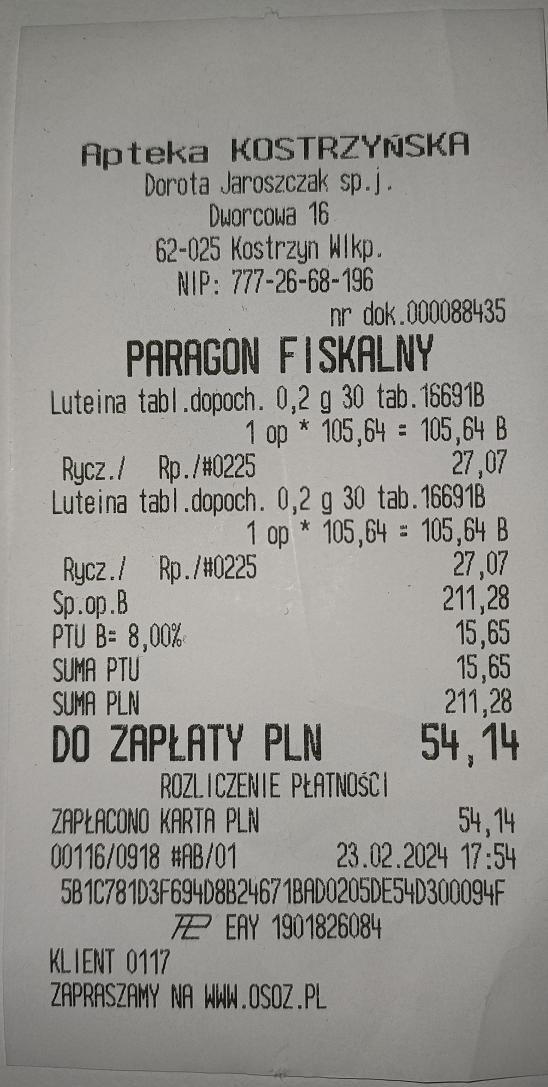 Apteka KOSTRZYŃSKA
Dorota Jaroszczak sp.j.
Dworcowa 16
62-025 Kostrzyn Wlkp.
NIP: 777-26-68-196
nr dok.000088435
PARAGON FISKALNY
Luteina tabl.dopoch. 0,2 g 30 tab.16691B
1 op * 105,64 = 105,64 B
Rycz./ Rp./#0225 27,07
Luteina tabl.dopoch. 0,2 g 30 tab.16691B
1 op * 105,64 = 105,64 B
Rycz./ Rp./#0225 27,07
Sp.op.B 211,28
PTU B= 8,00% 15,65
SUMA PTU 15,65
SUMA PLN 211,28
DO ZAPŁATY PLN 54,14
ROZLICZENIE PŁATNOŚCI
ZAPŁACONO KARTA PLN 54,14
00116/0918 #AB/01 23.02.2024 17:54
5B1C781D3F694D8B24671BAD0205DE54D300094F
EAY 1901826084
KLIENT 0117
ZAPRASZAMY NA WWW.OSOZ.PL